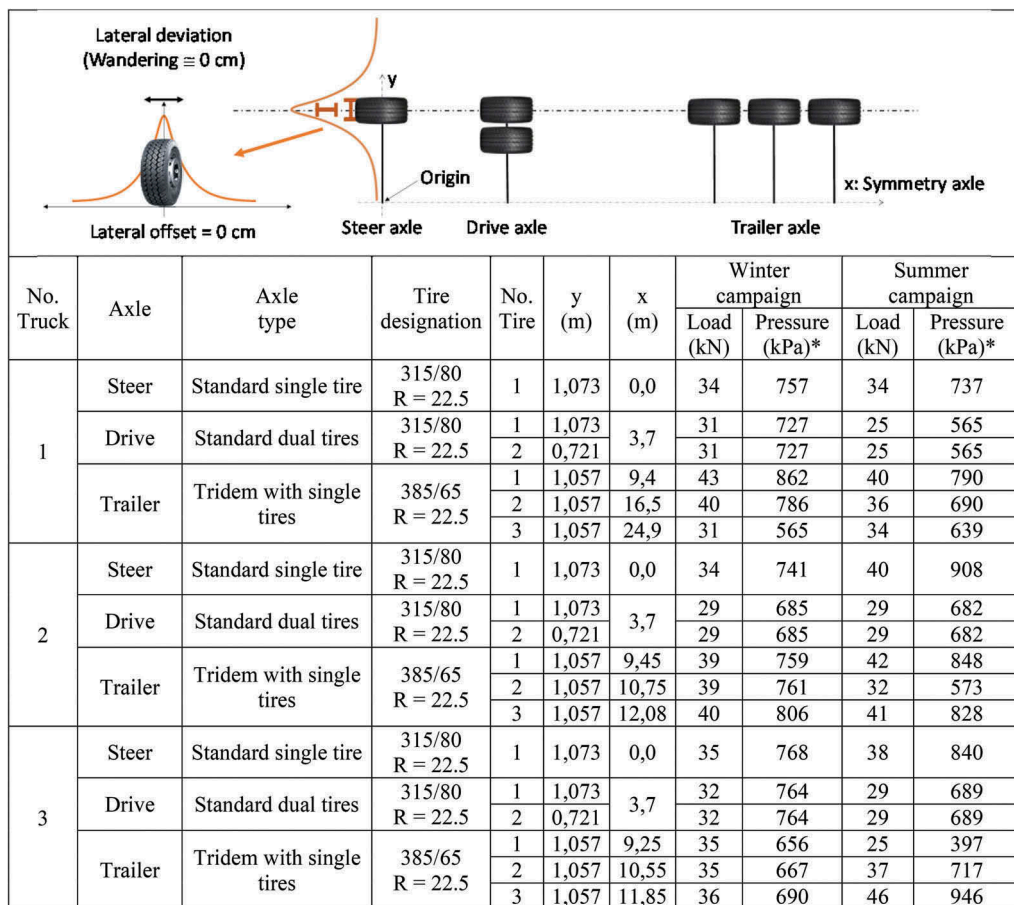 Lateral deviation
(Wandering ≅ 0 cm)
y
Origin
x: Symmetry axle
Lateral offset = 0 cm
Steer axle
Drive axle
Trailer axle
No. Truck Axle Axle type Tire designation No. Tire y (m) x (m) Winter campaign Summer campaign
Load (kN) Pressure (kPa)* Load (kN) Pressure (kPa)*
1 Steer Standard single tire 315/80 R = 22.5 1 1,073 0,0 34 757 34 737
Drive Standard dual tires 315/80 R = 22.5 1 1,073 3,7 31 727 25 565
2 0,721 31 727 25 565
Trailer Tridem with single tires 385/65 R = 22.5 1 1,057 9,4 43 862 40 790
2 1,057 16,5 40 786 36 690
3 1,057 24,9 31 565 34 639
2 Steer Standard single tire 315/80 R = 22.5 1 1,073 0,0 34 741 40 908
Drive Standard dual tires 315/80 R = 22.5 1 1,073 3,7 29 685 29 682
2 0,721 29 685 29 682
Trailer Tridem with single tires 385/65 R = 22.5 1 1,057 9,45 39 759 42 848
2 1,057 10,75 39 761 32 573
3 1,057 12,08 40 806 41 828
3 Steer Standard single tire 315/80 R = 22.5 1 1,073 0,0 35 768 38 840
Drive Standard dual tires 315/80 R = 22.5 1 1,073 3,7 32 764 29 689
2 0,721 32 764 29 689
Trailer Tridem with single tires 385/65 R = 22.5 1 1,057 9,25 35 656 25 397
2 1,057 10,55 35 667 37 717
3 1,057 11,85 36 690 46 946